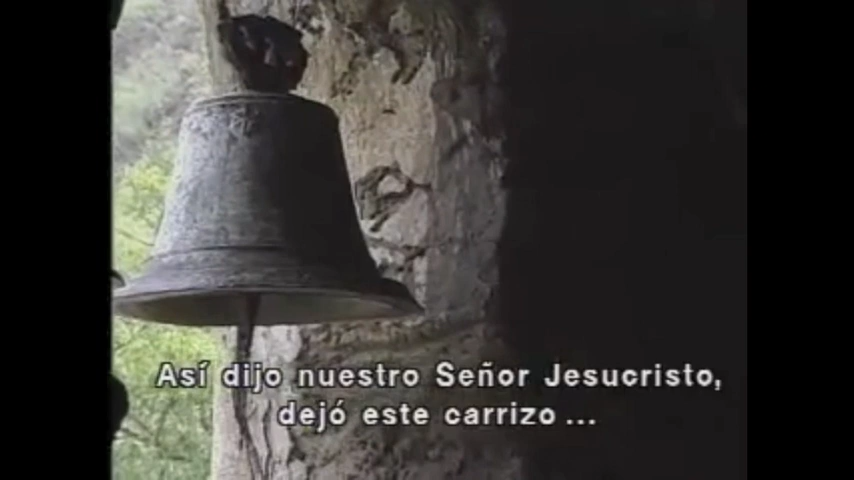 Así dijo nuestro Señor Jesucristo,
dejó este carrizo ...